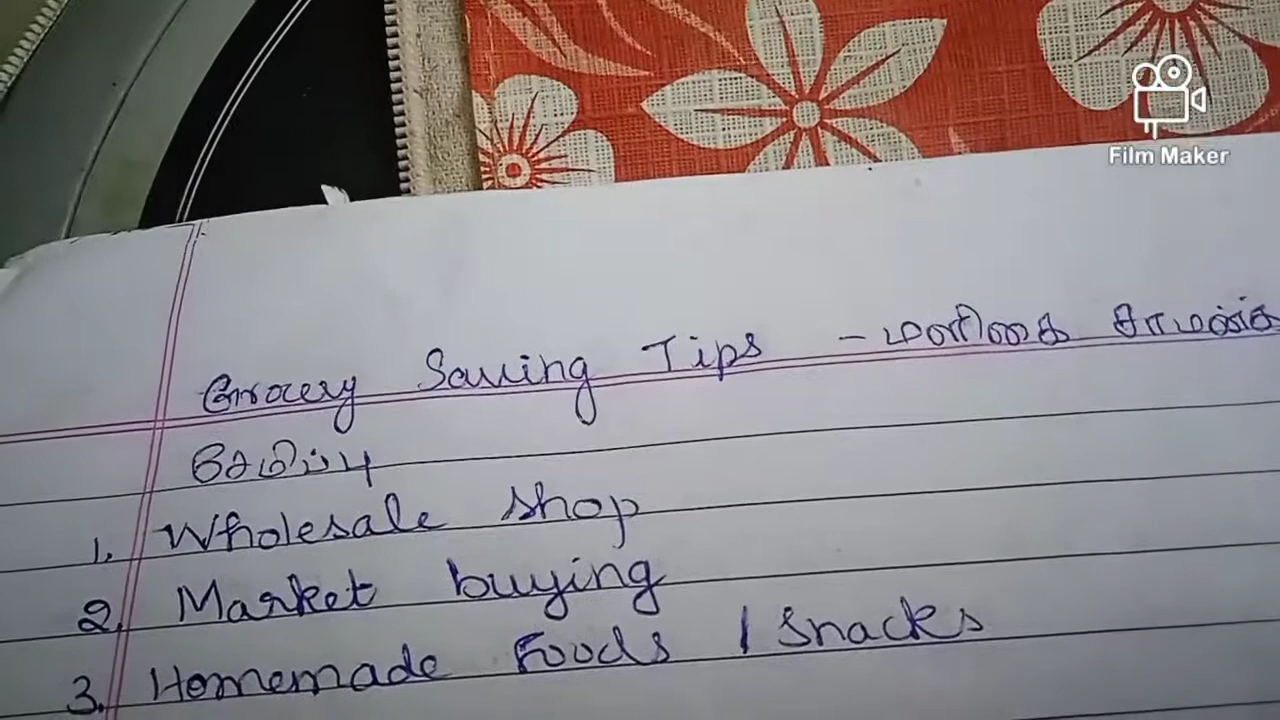 Film Maker
Grocery Saving Tips - மளிகை
சேமிப்பு
1. Wholesale shop
2. Market buying
3. Homemade Foods / Snacks